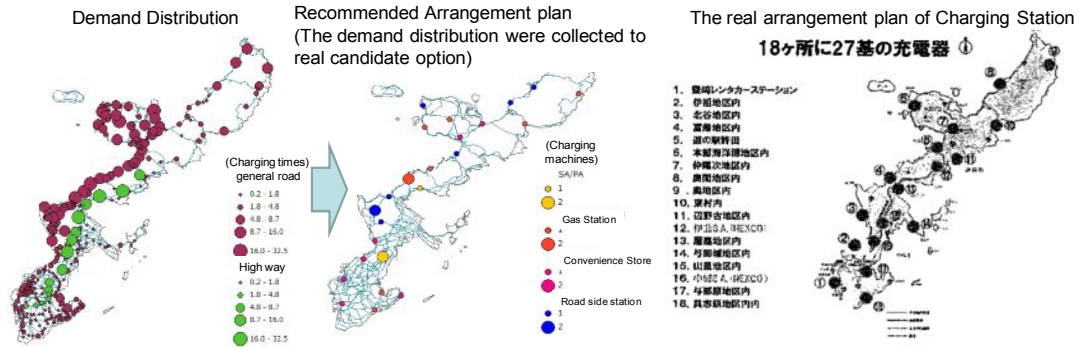 Demand Distribution
(Charging times)
general road
0.2 - 1.8
1.8 - 4.8
4.8 - 8.7
8.7 - 16.0
16.0 - 32.5
High way
0.2 - 1.8
1.8 - 4.8
4.8 - 8.7
8.7 - 16.0
16.0 - 32.5
Recommended Arrangement plan
(The demand distribution were collected to
real candidate option)
(Charging
machines)
SA/PA
1
2
Gas Station
1
2
Convenience Store
1
2
Road side station
1
2
The real arrangement plan of Charging Station
18ヶ所に27基の充電器
1. 豊崎レンタカーステーション
2. 伊祖地区内
3. 北谷地区内
4. 冨着地区内
5. 道の駅許田
6. 本部海洋博地区内
7. 仲尾次地区内
8. 奥間地区内
9. 奥地区内
10. 東村内
11. 辺野古地区内
12. 伊芸S.A.(NEXCO)
13. 屋嘉地区内
14. 与那城地区内
15. 山里地区内
16. 中城P.A.(NEXCO)
17. 与那原地区内
18. 具志頭地区内